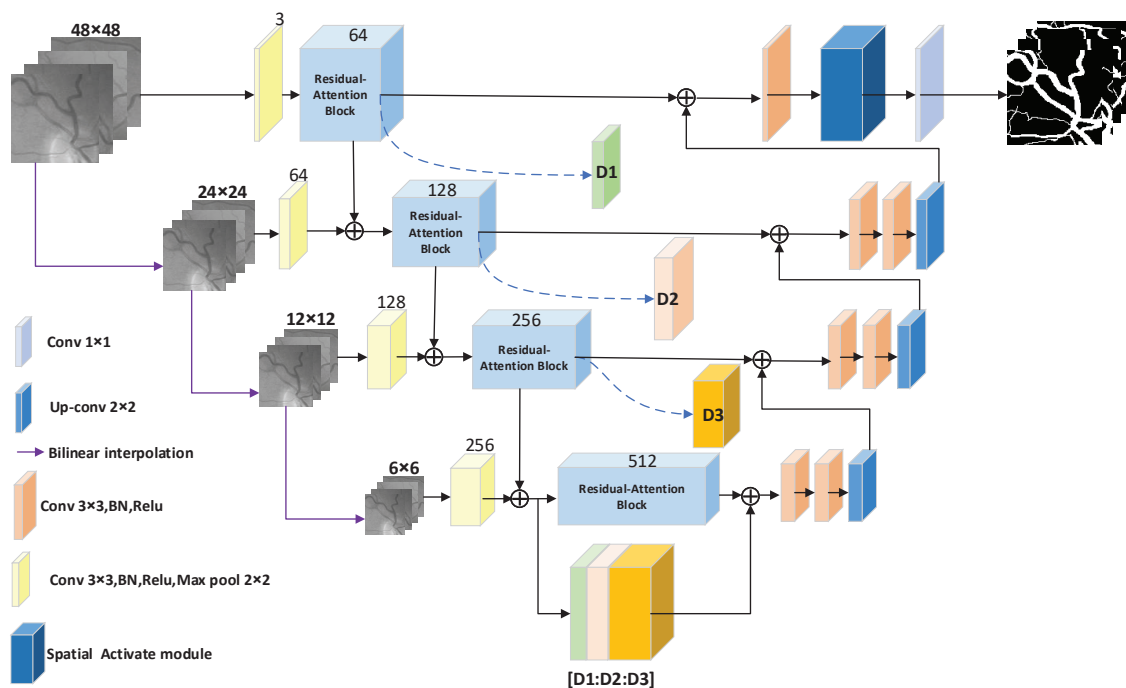 48×48
3
64
Residual-
Attention
Block
D1
24×24
64
128
Residual-
Attention
Block
D2
12×12
128
256
Residual-
Attention Block
D3
6×6
256
512
Residual-Attention
Block
[D1:D2:D3]
Conv 1×1
Up-conv 2×2
Bilinear interpolation
Conv 3×3,BN,Relu
Conv 3×3,BN,Relu,Max pool 2×2
Spatial Activate module